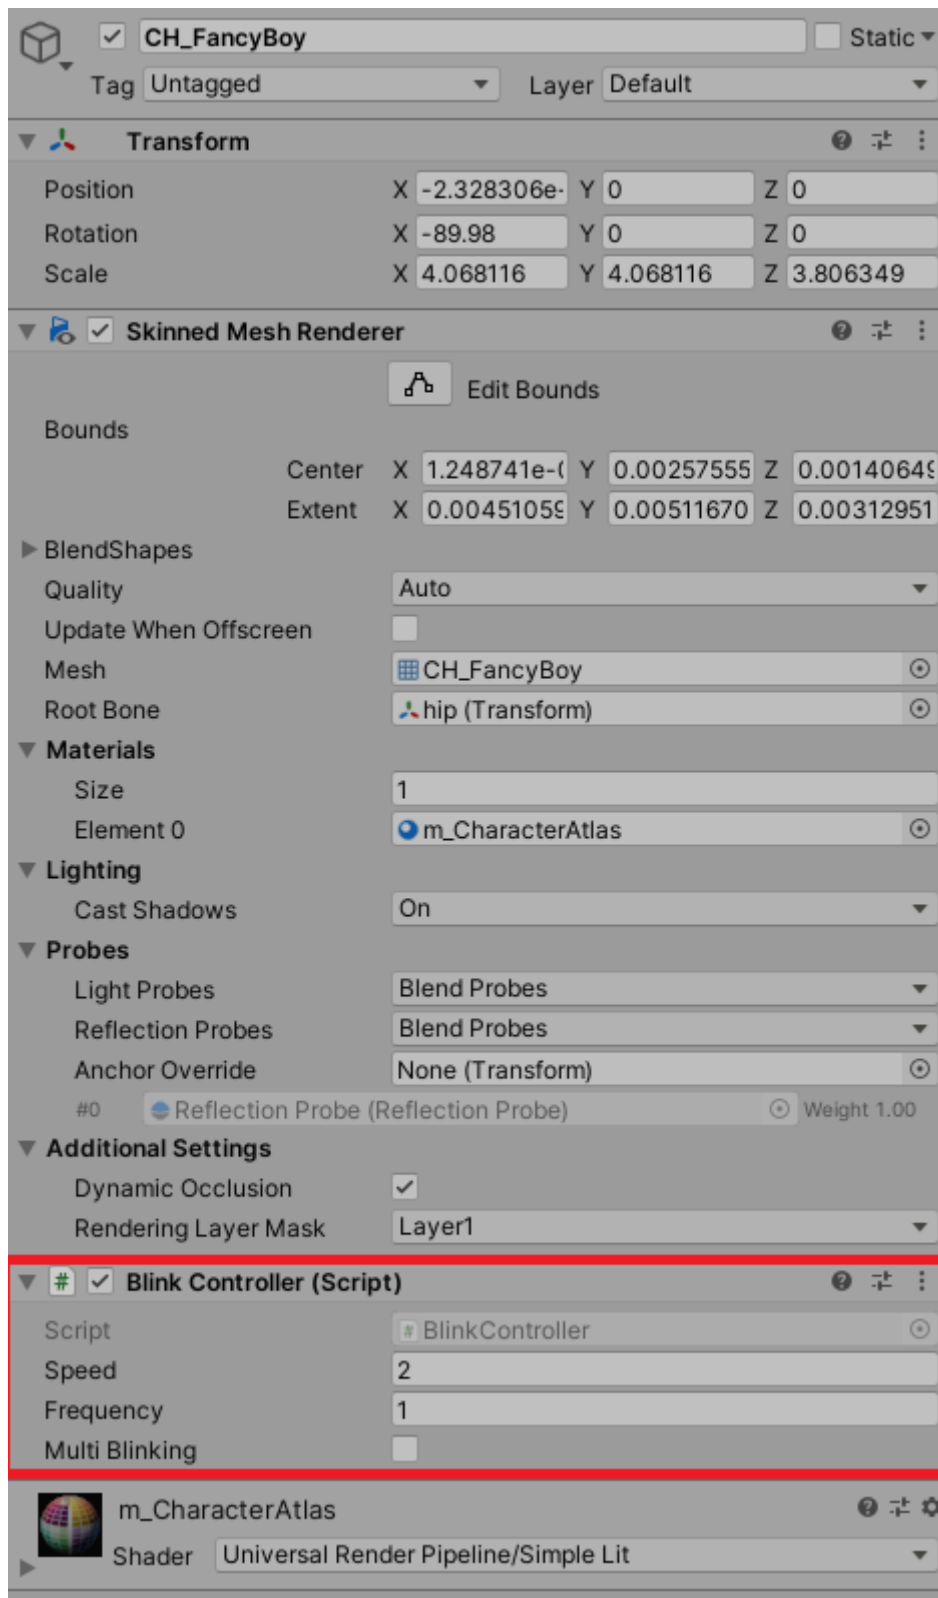 CH_FancyBoy Static
Tag Untagged Layer Default
Transform
Position X -2.328306e- Y 0 Z 0
Rotation X -89.98 Y 0 Z 0
Scale X 4.068116 Y 4.068116 Z 3.806349
Skinned Mesh Renderer
Edit Bounds
Bounds
Center X 1.248741e-( Y 0.00257555 Z 0.00140649
Extent X 0.00451059 Y 0.00511670 Z 0.00312951
BlendShapes
Quality Auto
Update When Offscreen
Mesh CH_FancyBoy
Root Bone hip (Transform)
Materials
Size 1
Element 0 m_CharacterAtlas
Lighting
Cast Shadows On
Probes
Light Probes Blend Probes
Reflection Probes Blend Probes
Anchor Override None (Transform)
#0 Reflection Probe (Reflection Probe) Weight 1.00
Additional Settings
Dynamic Occlusion
Rendering Layer Mask Layer1
# Blink Controller (Script)
Script # BlinkController
Speed 2
Frequency 1
Multi Blinking
m_CharacterAtlas
Shader Universal Render Pipeline/Simple Lit